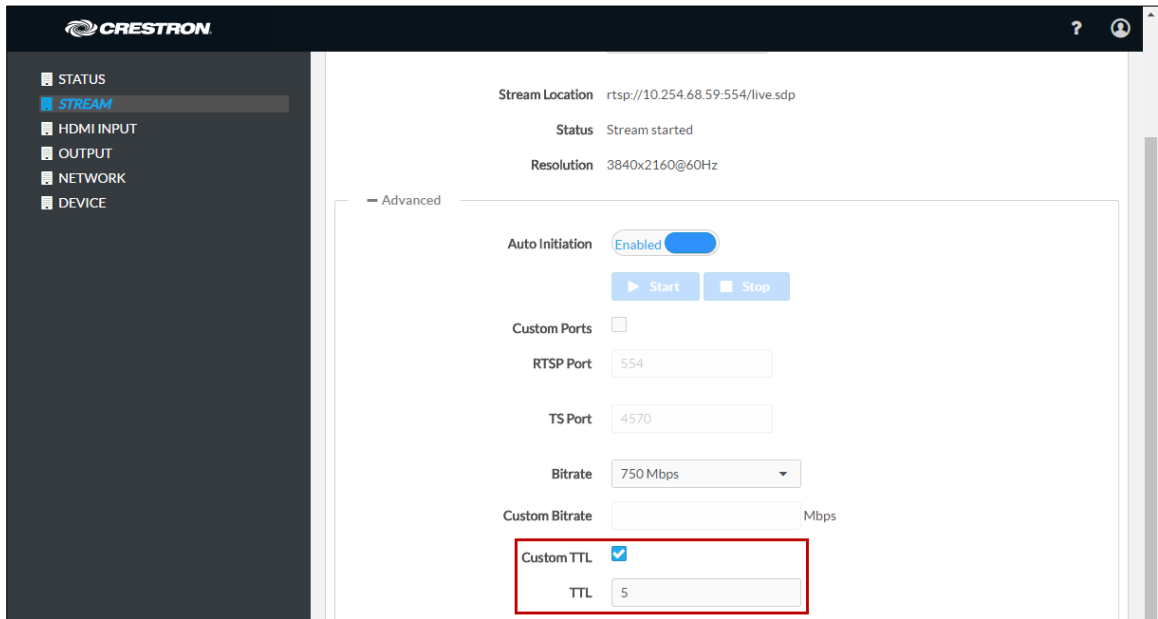 CRESTRON
?
STATUS
STREAM
HDMI INPUT
OUTPUT
NETWORK
DEVICE
Stream Location rtsp://10.254.68.59:554/live.sdp
Status Stream started
Resolution 3840x2160@60Hz
Advanced
Auto Initiation Enabled
Start Stop
Custom Ports
RTSP Port 554
TS Port 4570
Bitrate 750 Mbps
Custom Bitrate Mbps
Custom TTL
TTL 5